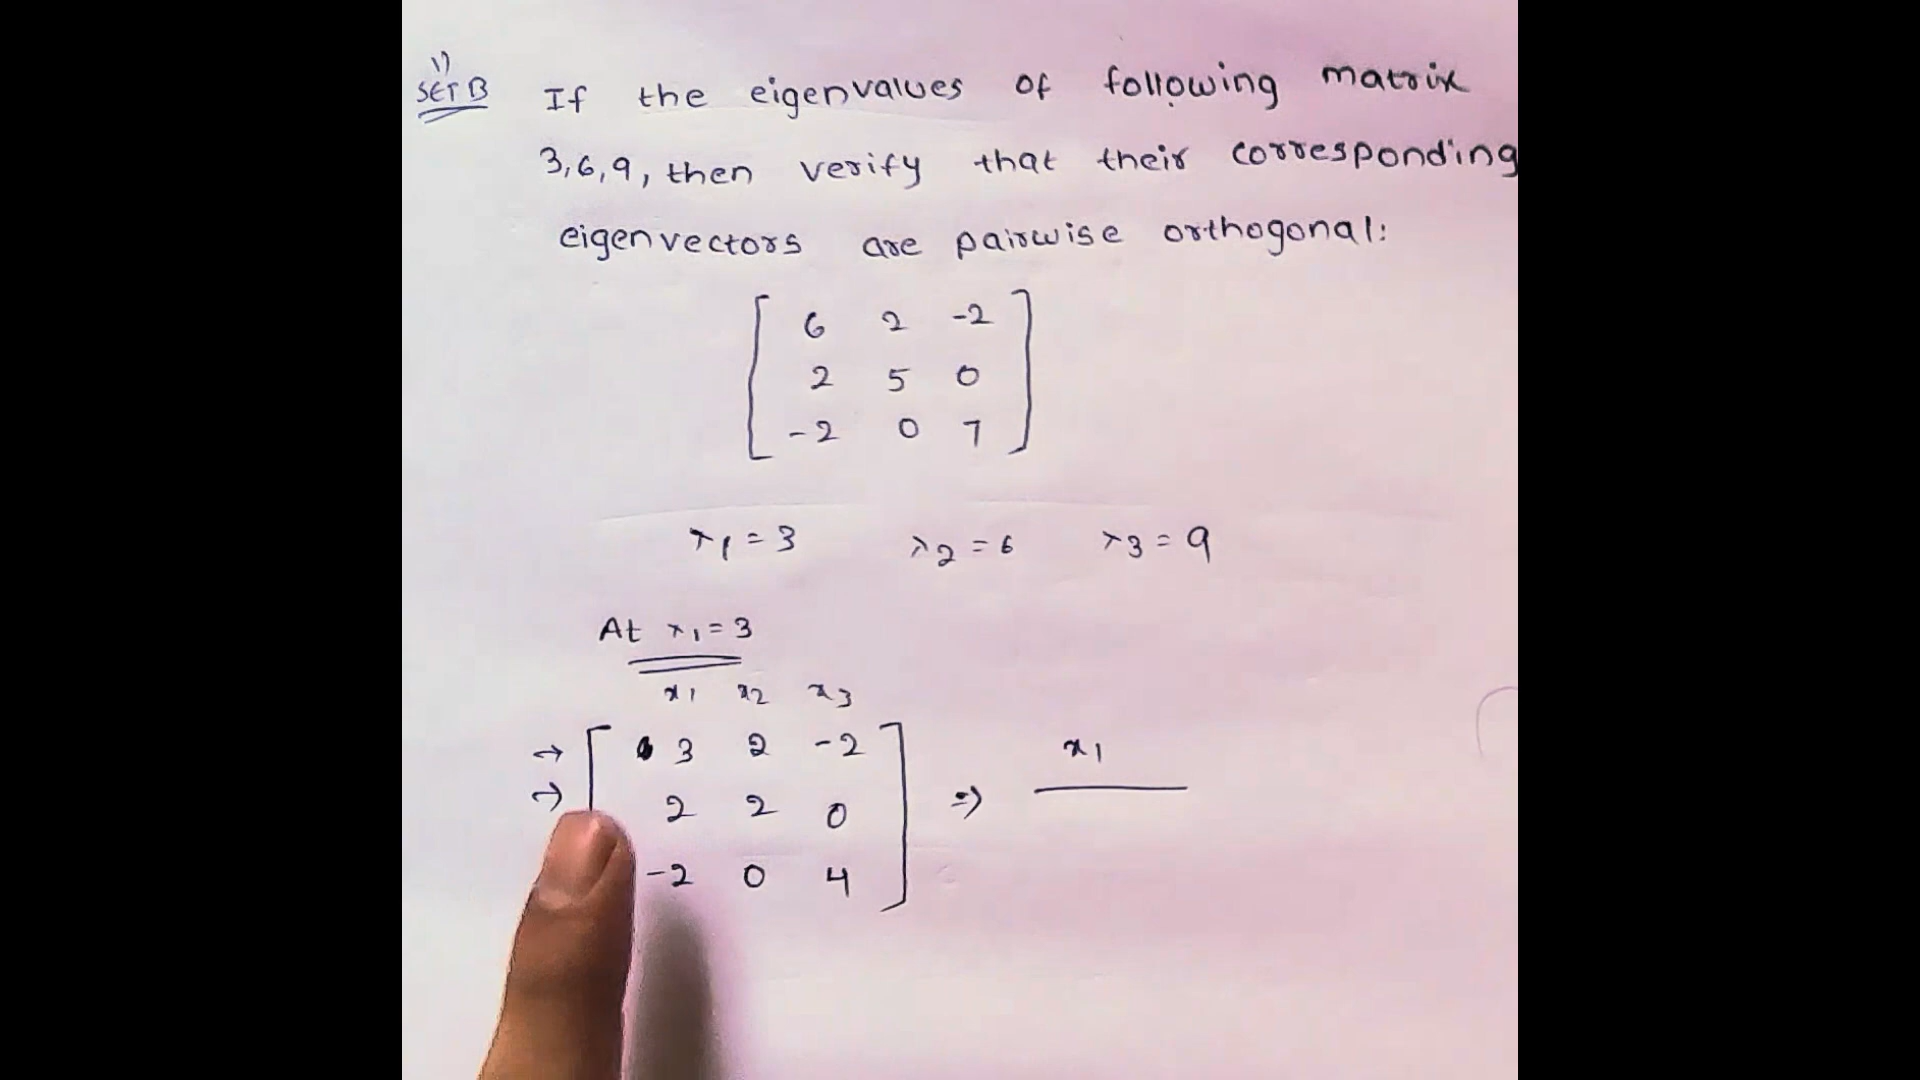 1)
SET B If the eigenvalues of following matrix
3,6,9, then verify that their corresponding
eigenvectors are pairwise orthogonal:
6 2 -2
2 5 0
-2 0 7
λ1 = 3 λ2 = 6 λ3 = 9
At λ1 = 3
x1 x2 x3
→ 3 2 -2 ⇒ x1
→ 2 2 0
-2 0 4